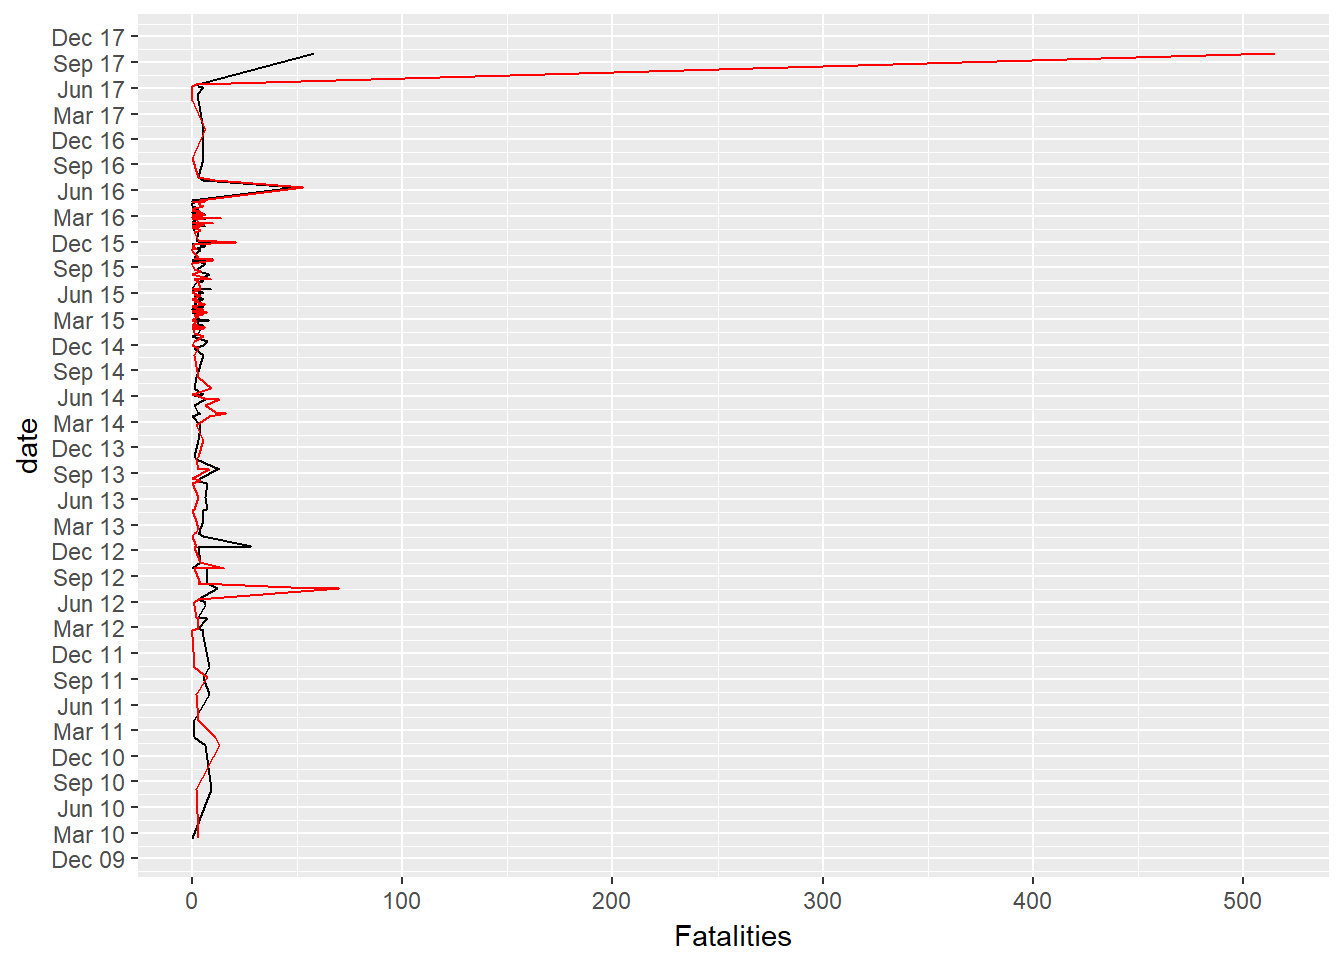 Dec 17
Sep 17
Jun 17
Mar 17
Dec 16
Sep 16
Jun 16
Mar 16
Dec 15
Sep 15
Jun 15
Mar 15
Dec 14
Sep 14
Jun 14
Mar 14
Dec 13
Sep 13
Jun 13
Mar 13
Dec 12
Sep 12
Jun 12
Mar 12
Dec 11
Sep 11
Jun 11
Mar 11
Dec 10
Sep 10
Jun 10
Mar 10
Dec 09
date
0 100 200 300 400 500
Fatalities